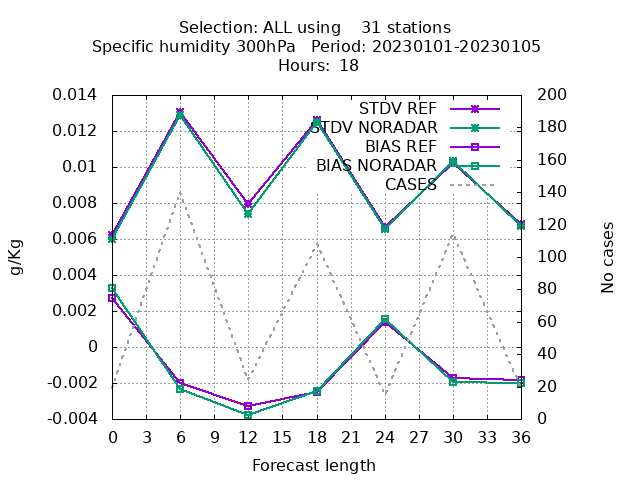 Selection: ALL using    31 stations
Specific humidity 300hPa   Period: 20230101-20230105
Hours: 18
STDV REF
STDV NORADAR
BIAS REF
BIAS NORADAR
CASES
0.014
0.012
0.01
0.008
0.006
0.004
0.002
0
-0.002
-0.004
g/Kg
200
180
160
140
120
100
80
60
40
20
0
No cases
0 3 6 9 12 15 18 21 24 27 30 33 36
Forecast length